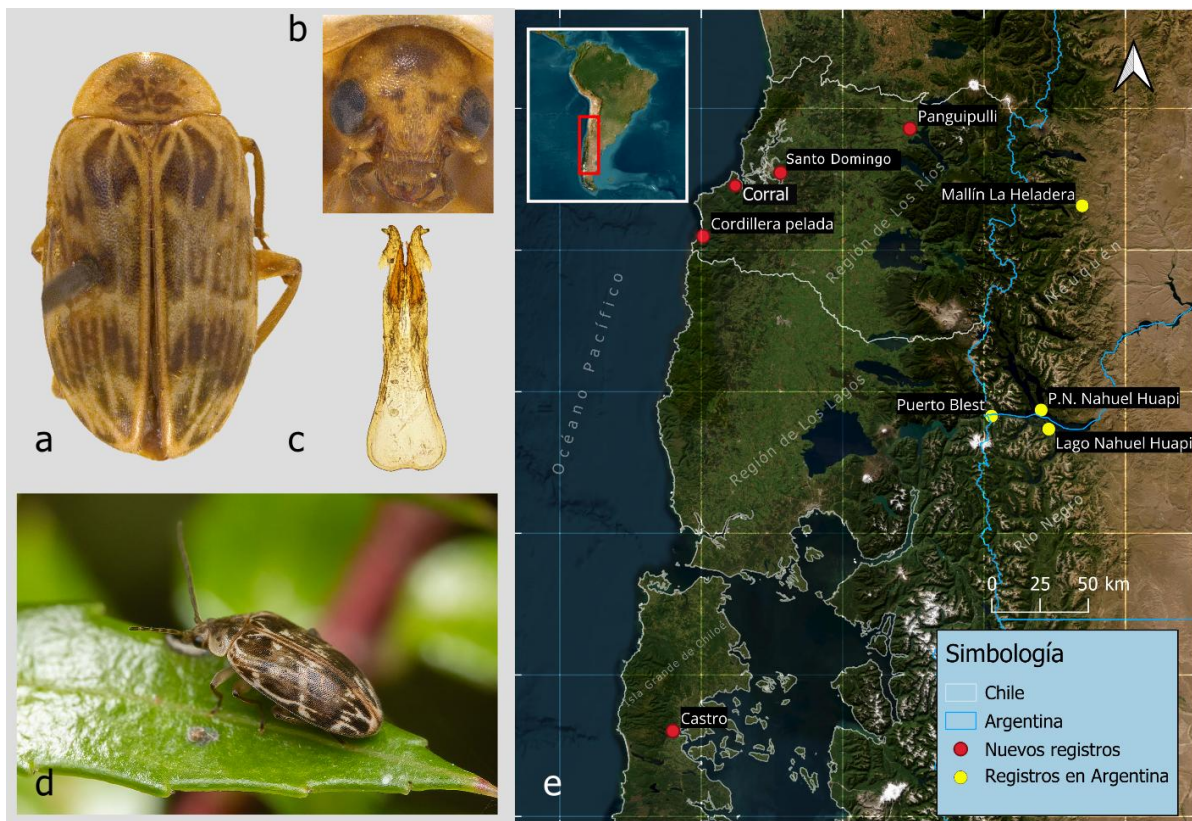 a
b
c
d
e
Panguipulli
Santo Domingo
Corral
Mallín La Heladera
Cordillera pelada
Región de Los Ríos
Neuquén
Océano Pacífico
Puerto Blest
P.N. Nahuel Huapi
Región de Los Lagos
Lago Nahuel Huapi
Río Negro
0 25 50 km
Isla Grande de Chiloé
Castro
Simbología
Chile
Argentina
Nuevos registros
Registros en Argentina